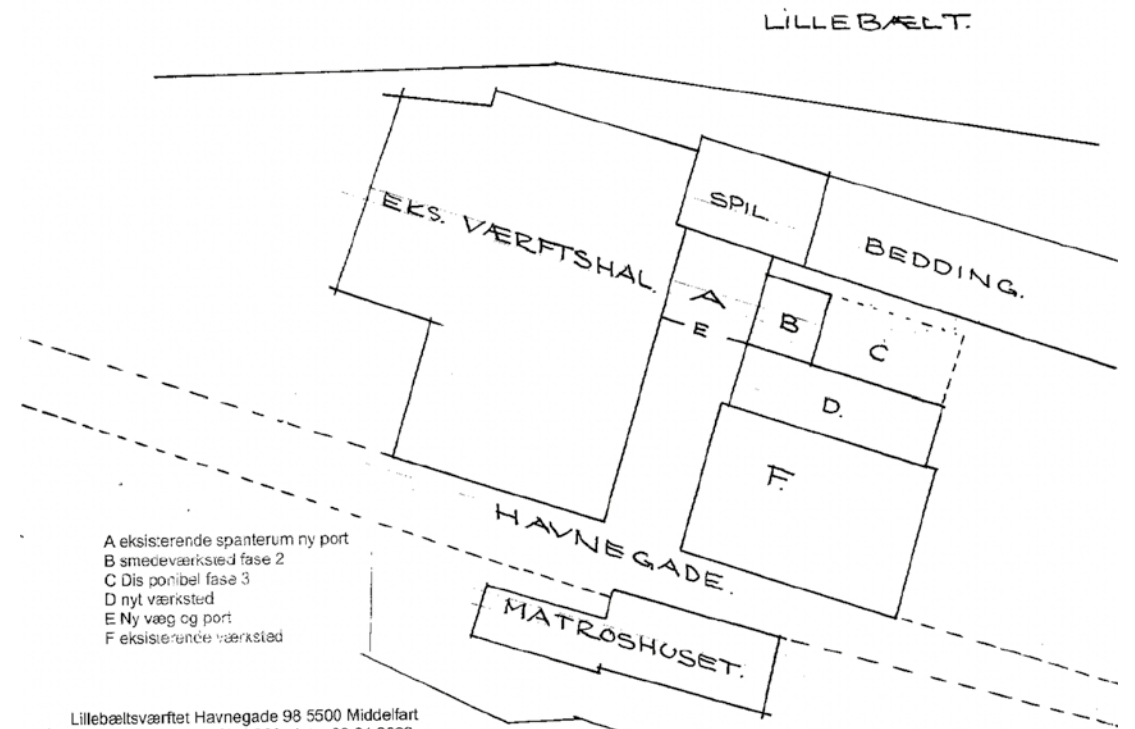 LILLEBÆLT.
SPIL.
BEDDING.
EKS. VÆRFTSHAL.
A
E
B
C
D.
F.
HAVNEGADE.
MATROSHUSET.
A eksisterende spanterum ny port
B smedeværksted fase 2
C Dis ponibel fase 3
D nyt værksted
E Ny væg og port
F eksisterende værksted
Lillebæltsværftet Havnegade 98 5500 Middelfart